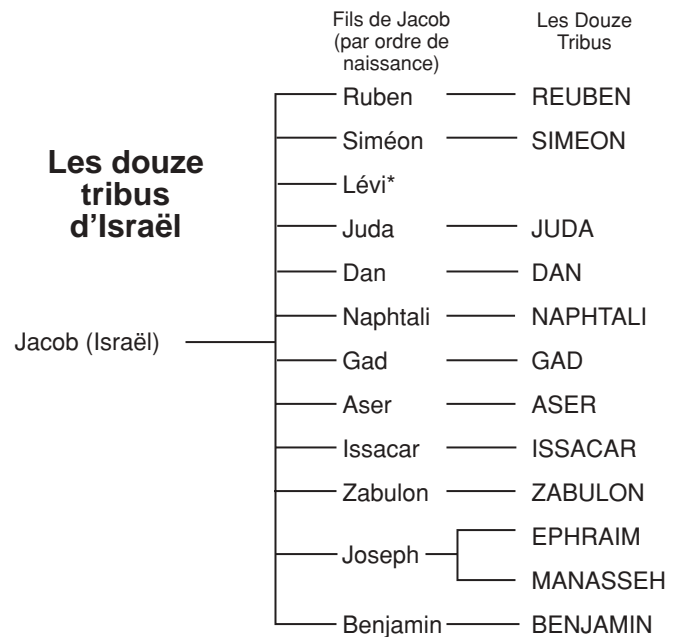 Fils de Jacob
(par ordre de
naissance)
Les Douze
Tribus
Les douze
tribus
d'Israël
Jacob (Israël)
Ruben REUBEN
Siméon SIMEON
Lévi*
Juda JUDA
Dan DAN
Naphtali NAPHTALI
Gad GAD
Aser ASER
Issacar ISSACAR
Zabulon ZABULON
Joseph EPHRAIM
MANASSEH
Benjamin BENJAMIN